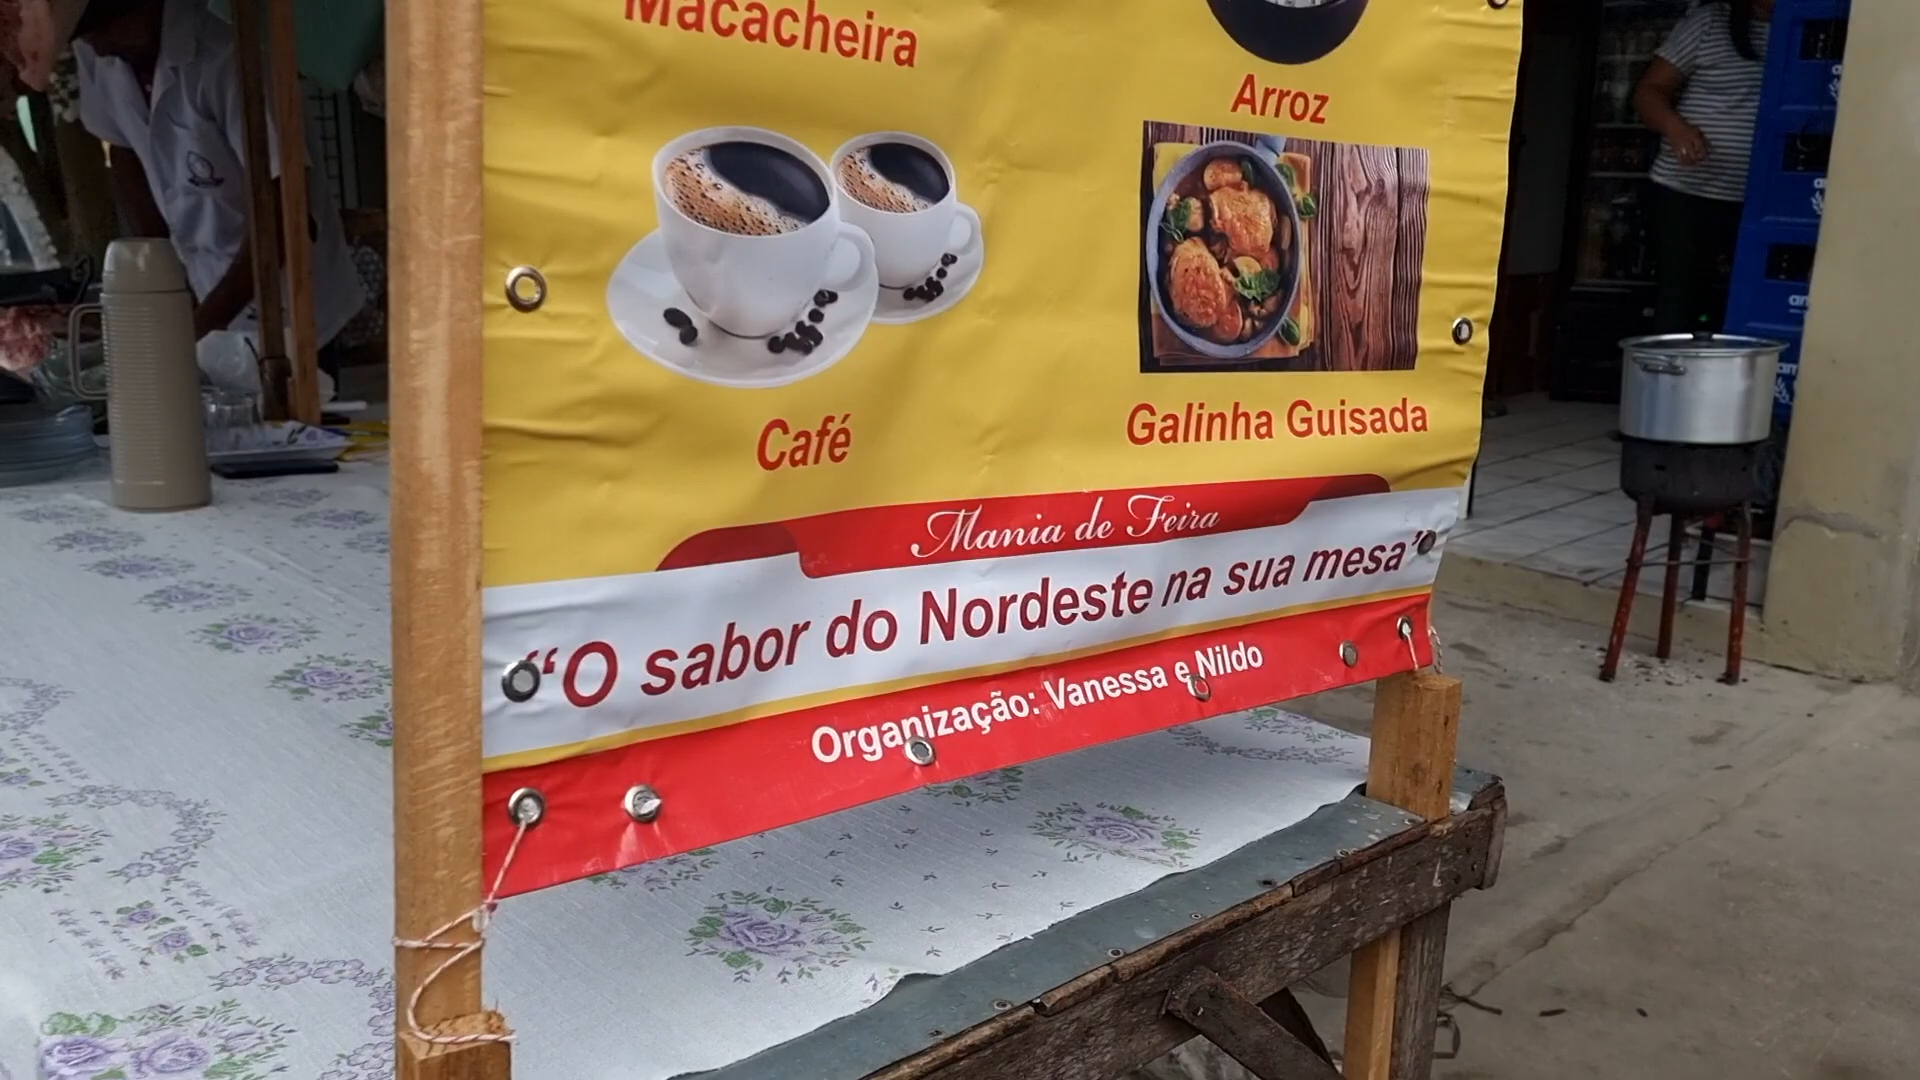 Macacheira
Arroz
Café
Galinha Guisada
Mania de Feira
“O sabor do Nordeste na sua mesa”
Organização: Vanessa e Nildo